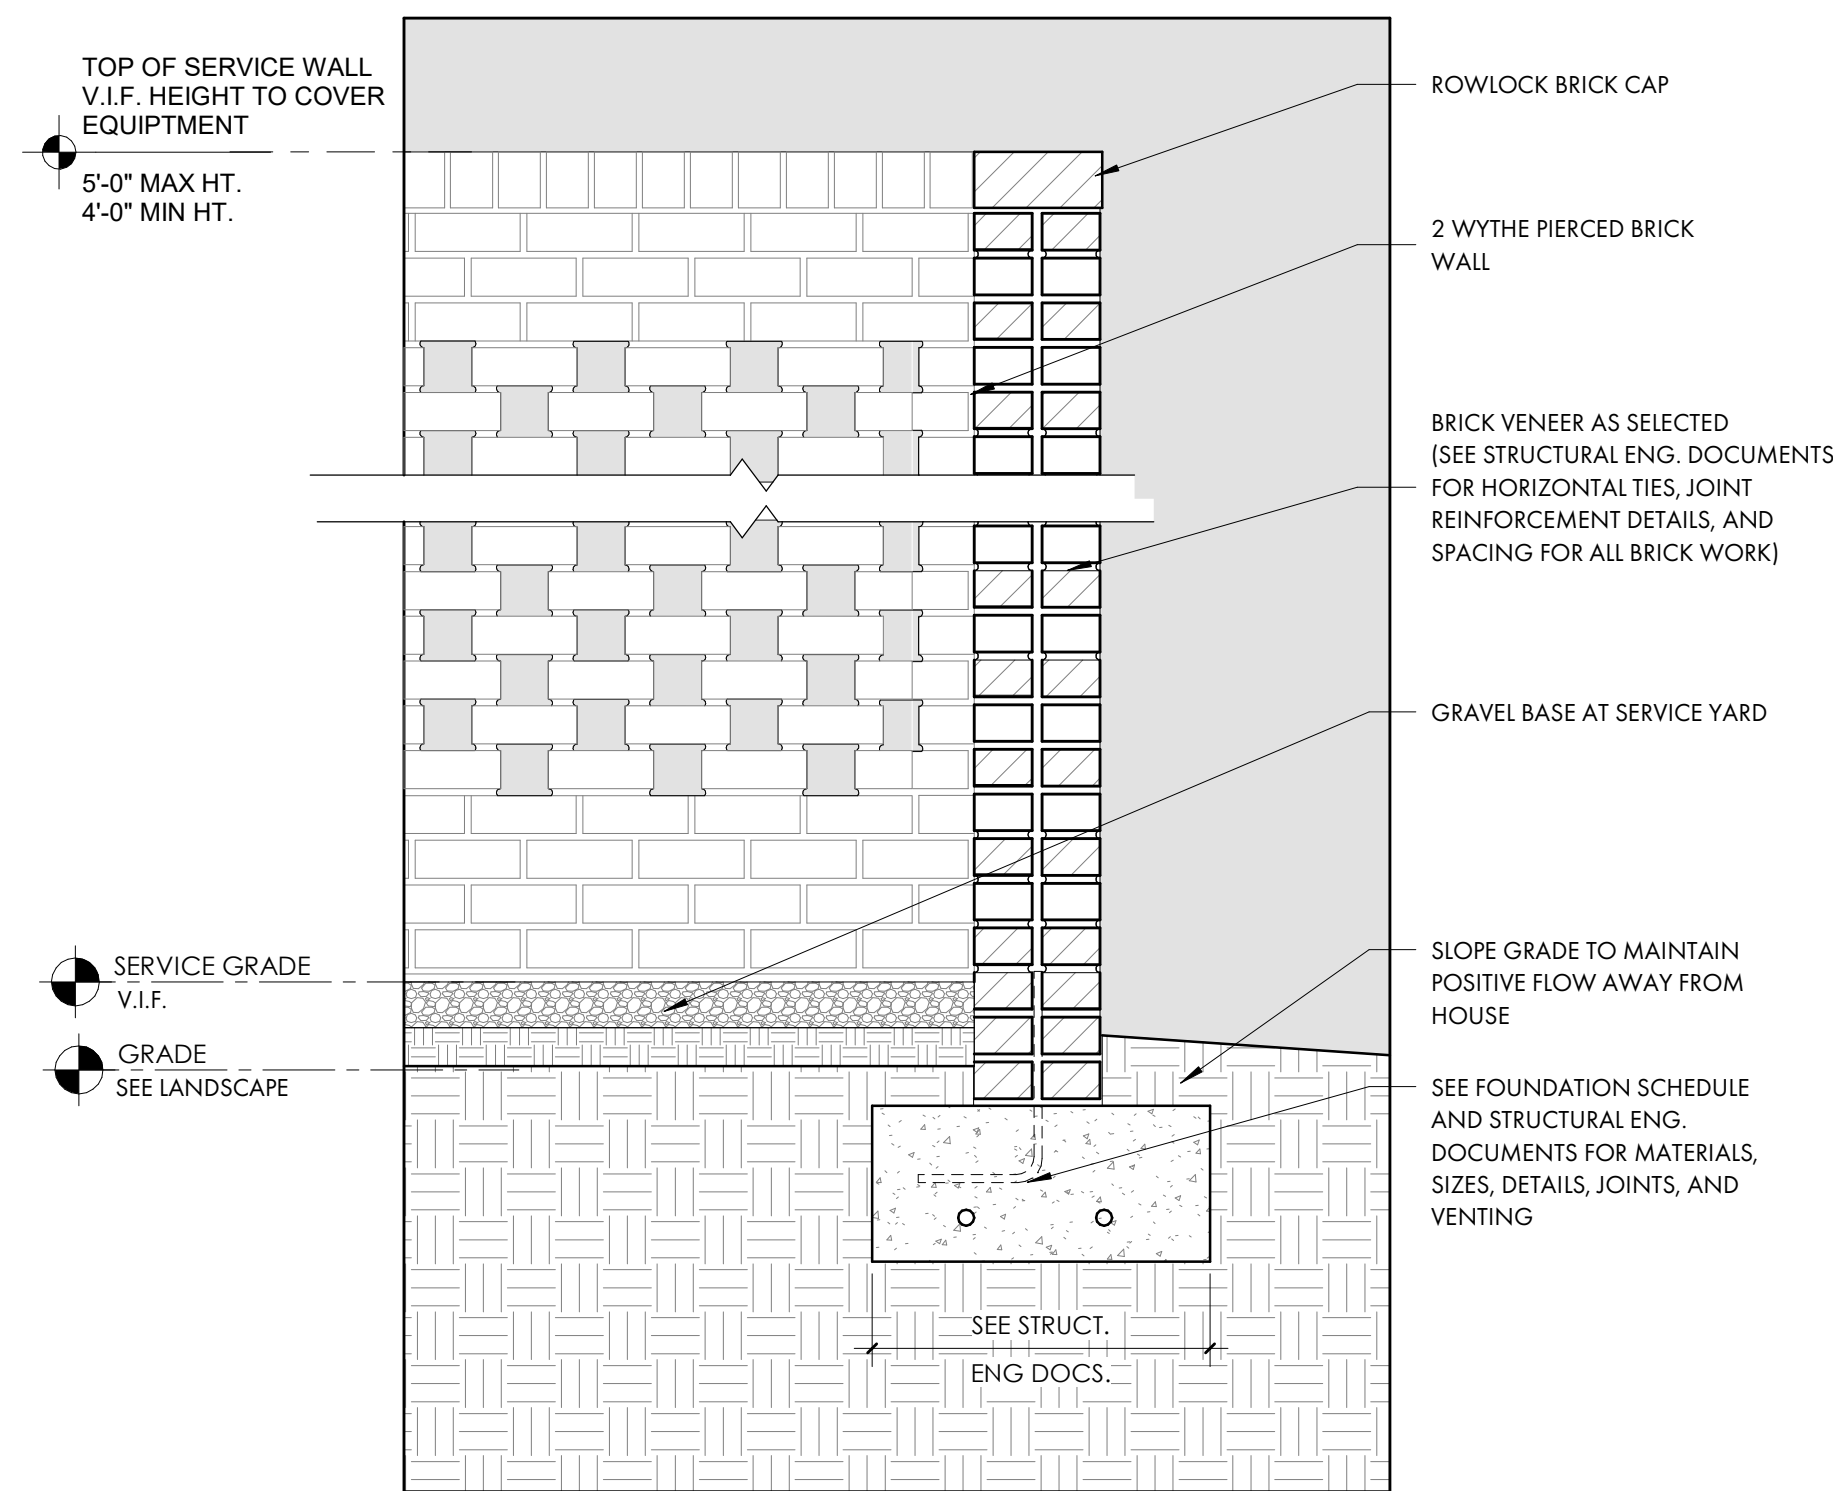 TOP OF SERVICE WALL
V.I.F. HEIGHT TO COVER
EQUIPTMENT
5'-0" MAX HT.
4'-0" MIN HT.
ROWLOCK BRICK CAP
2 WYTHE PIERCED BRICK
WALL
BRICK VENEER AS SELECTED
(SEE STRUCTURAL ENG. DOCUMENTS
FOR HORIZONTAL TIES, JOINT
REINFORCEMENT DETAILS, AND
SPACING FOR ALL BRICK WORK)
GRAVEL BASE AT SERVICE YARD
SERVICE GRADE
V.I.F.
GRADE
SEE LANDSCAPE
SLOPE GRADE TO MAINTAIN
POSITIVE FLOW AWAY FROM
HOUSE
SEE FOUNDATION SCHEDULE
AND STRUCTURAL ENG.
DOCUMENTS FOR MATERIALS,
SIZES, DETAILS, JOINTS, AND
VENTING
SEE STRUCT.
ENG DOCS.